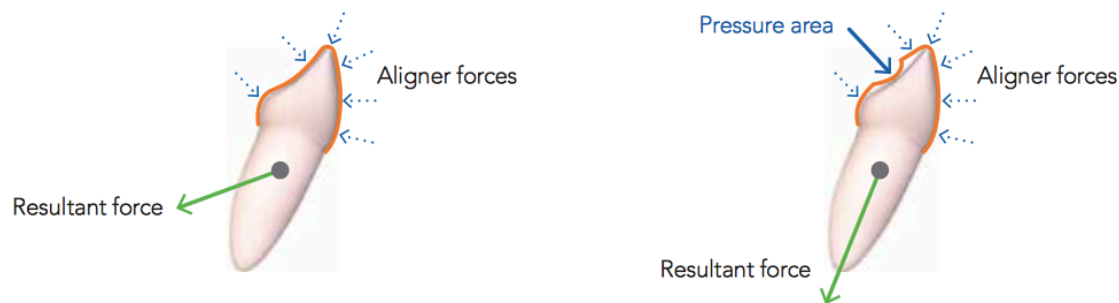 Aligner forces
Resultant force
Pressure area
Aligner forces
Resultant force